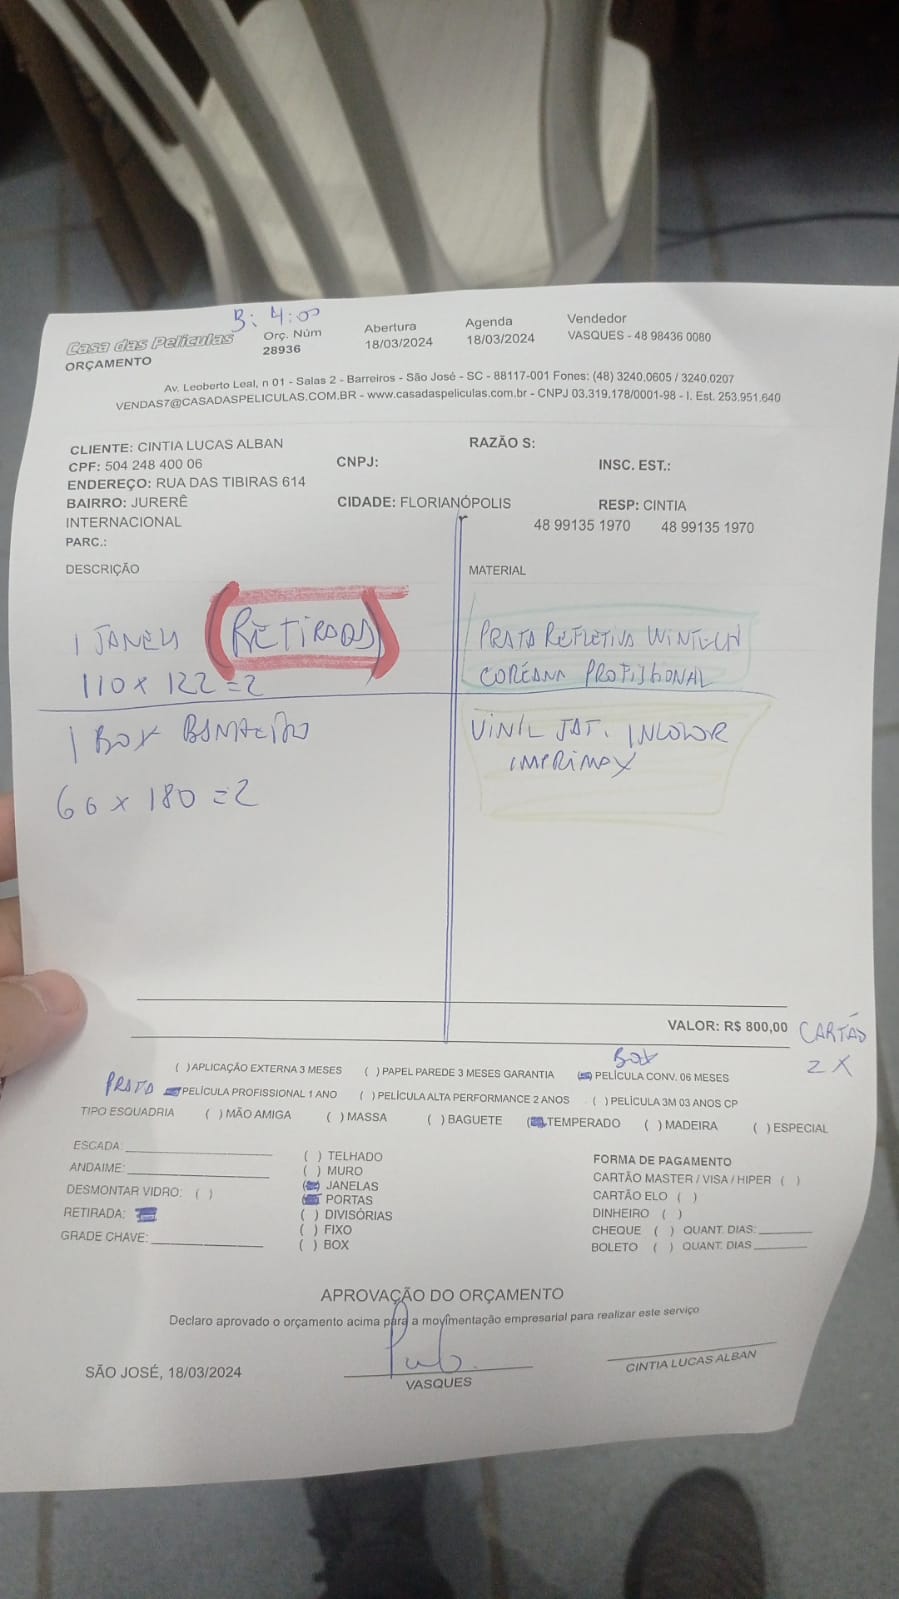 3: 4:00
Casa das Películas
ORÇAMENTO
Orç. Núm
28936
Abertura
18/03/2024
Agenda
18/03/2024
Vendedor
VASQUES - 48 98436 0080
Av. Leoberto Leal, n 01 - Salas 2 - Barreiros - São José - SC - 88117-001 Fones: (48) 3240.0605 / 3240.0207
VENDAS7@CASADASPELICULAS.COM.BR - www.casadaspeliculas.com.br - CNPJ 03.319.178/0001-98 - I. Est. 253.951.640
CLIENTE: CINTIA LUCAS ALBAN
RAZÃO S:
CPF: 504 248 400 06
CNPJ:
INSC. EST.:
ENDEREÇO: RUA DAS TIBIRAS 614
BAIRRO: JURERÊ INTERNACIONAL
CIDADE: FLORIANÓPOLIS
RESP: CINTIA
48 99135 1970 48 99135 1970
PARC.:
DESCRIÇÃO
MATERIAL
1 JANELA (RETIRADA)
110 x 122 = 2
PRATA REFLETIVA WINTECH
COREANA PROFISSIONAL
1 BOX BANHEIRO
60 x 180 = 2
VINIL JAT. INCOLOR
IMPRIMAX
VALOR: R$ 800,00 CARTÃO
2 X
( )APLICAÇÃO EXTERNA 3 MESES ( ) PAPEL PAREDE 3 MESES GARANTIA BOX ( ) PELÍCULA CONV. 06 MESES
PRATA ( )PELÍCULA PROFISSIONAL 1 ANO ( )PELÍCULA ALTA PERFORMANCE 2 ANOS ( )PELÍCULA 3M 03 ANOS CP
TIPO ESQUADRIA ( ) MÃO AMIGA ( ) MASSA ( ) BAGUETE ( )TEMPERADO ( ) MADEIRA ( ) ESPECIAL
ESCADA:
ANDAIME:
DESMONTAR VIDRO: ( )
RETIRADA:
GRADE CHAVE:
( ) TELHADO
( ) MURO
( ) JANELAS
( ) PORTAS
( ) DIVISÓRIAS
( ) FIXO
( ) BOX
FORMA DE PAGAMENTO
CARTÃO MASTER / VISA / HIPER ( )
CARTÃO ELO ( )
DINHEIRO ( )
CHEQUE ( ) QUANT. DIAS:
BOLETO ( ) QUANT. DIAS
APROVAÇÃO DO ORÇAMENTO
Declaro aprovado o orçamento acima para a movimentação empresarial para realizar este serviço
SÃO JOSÉ, 18/03/2024
VASQUES
CINTIA LUCAS ALBAN